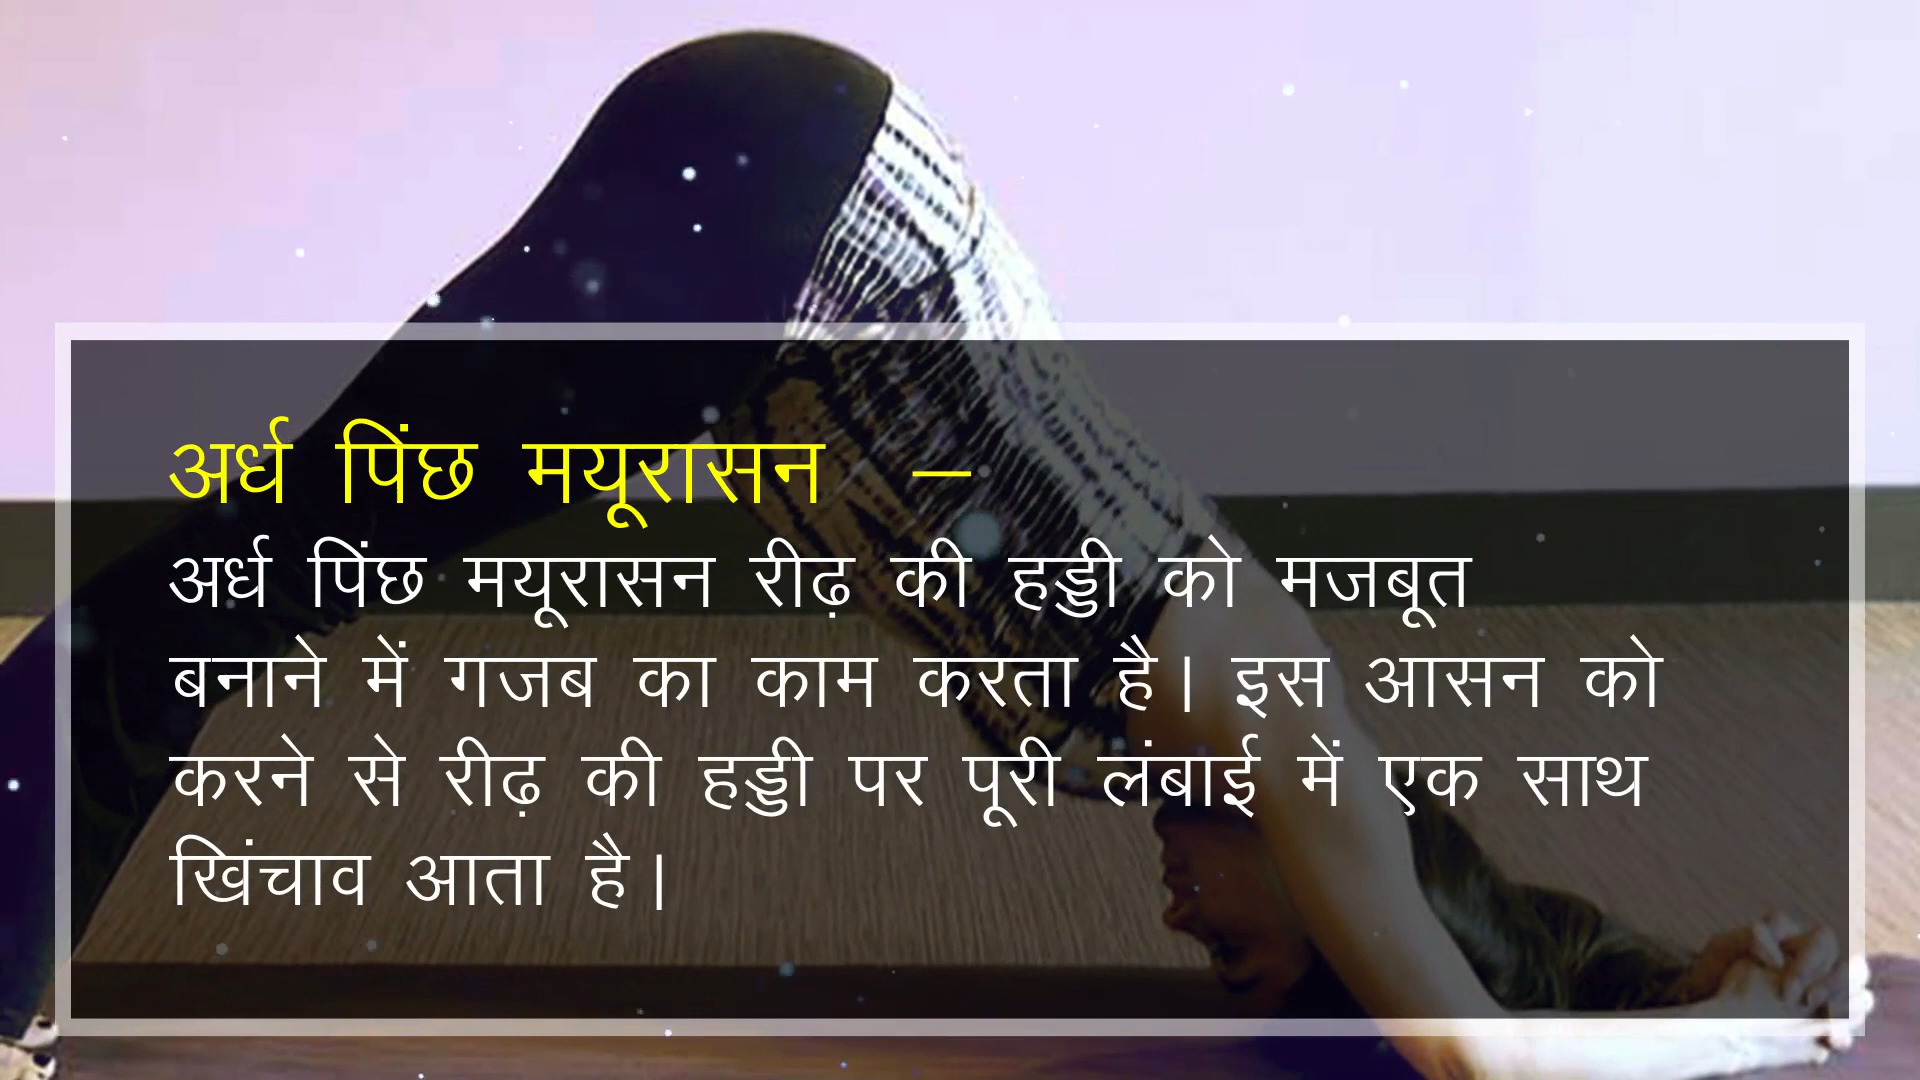 अर्ध पिंछ मयूरासन –
अर्ध पिंछ मयूरासन रीढ़ की हड्डी को मजबूत
बनाने में गजब का काम करता है। इस आसन को
करने से रीढ़ की हड्डी पर पूरी लंबाई में एक साथ
खिंचाव आता है।